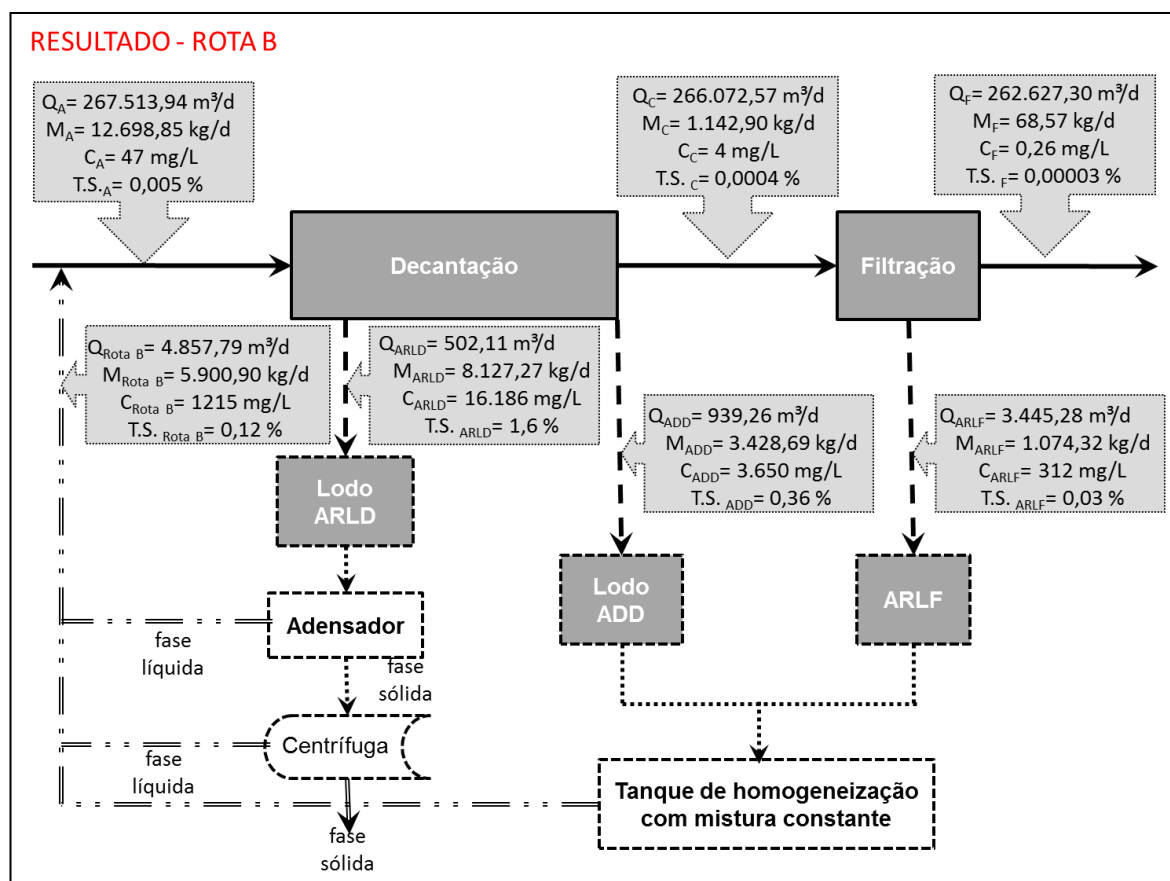 RESULTADO - ROTA B
Q_A= 267.513,94 m³/d
M_A= 12.698,85 kg/d
C_A= 47 mg/L
T.S._A= 0,005 %
Q_C= 266.072,57 m³/d
M_C= 1.142,90 kg/d
C_C= 4 mg/L
T.S. _C= 0,0004 %
Q_F= 262.627,30 m³/d
M_F= 68,57 kg/d
C_F= 0,26 mg/L
T.S. _F= 0,00003 %
Decantação
Filtração
Q_Rota B= 4.857,79 m³/d
M_Rota B= 5.900,90 kg/d
C_Rota B= 1215 mg/L
T.S. _Rota B= 0,12 %
Q_ARLD= 502,11 m³/d
M_ARLD= 8.127,27 kg/d
C_ARLD= 16.186 mg/L
T.S. _ARLD= 1,6 %
Q_ADD= 939,26 m³/d
M_ADD= 3.428,69 kg/d
C_ADD= 3.650 mg/L
T.S. _ADD= 0,36 %
Q_ARLF= 3.445,28 m³/d
M_ARLF= 1.074,32 kg/d
C_ARLF= 312 mg/L
T.S. _ARLF= 0,03 %
Lodo
ARLD
Lodo
ADD
ARLF
Adensador
fase
líquida
fase
sólida
Centrífuga
fase
líquida
fase
sólida
Tanque de homogeneização
com mistura constante